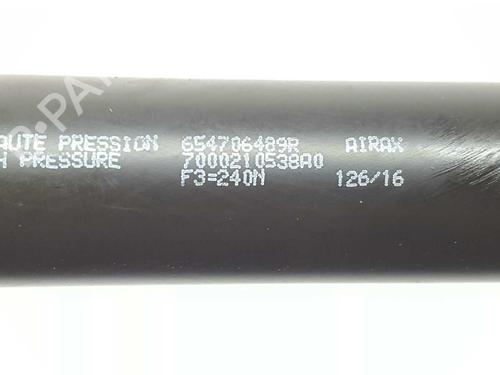 AUTE PRESSION 654706489R AIRAX
H PRESSURE 7000210538A0
F3=240N 126/16